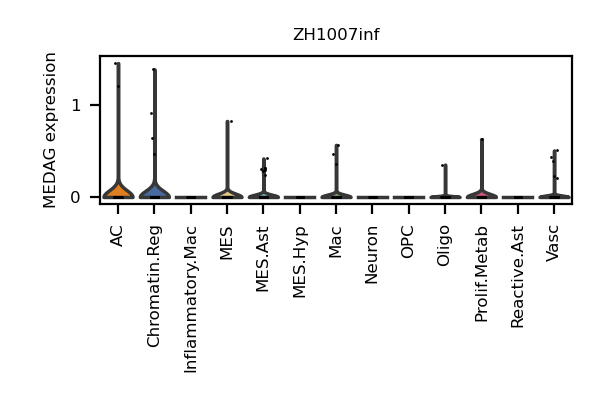 ZH1007inf
MEDAG expression
1
0
AC
Chromatin.Reg
Inflammatory.Mac
MES
MES.Ast
MES.Hyp
Mac
Neuron
OPC
Oligo
Prolif.Metab
Reactive.Ast
Vasc